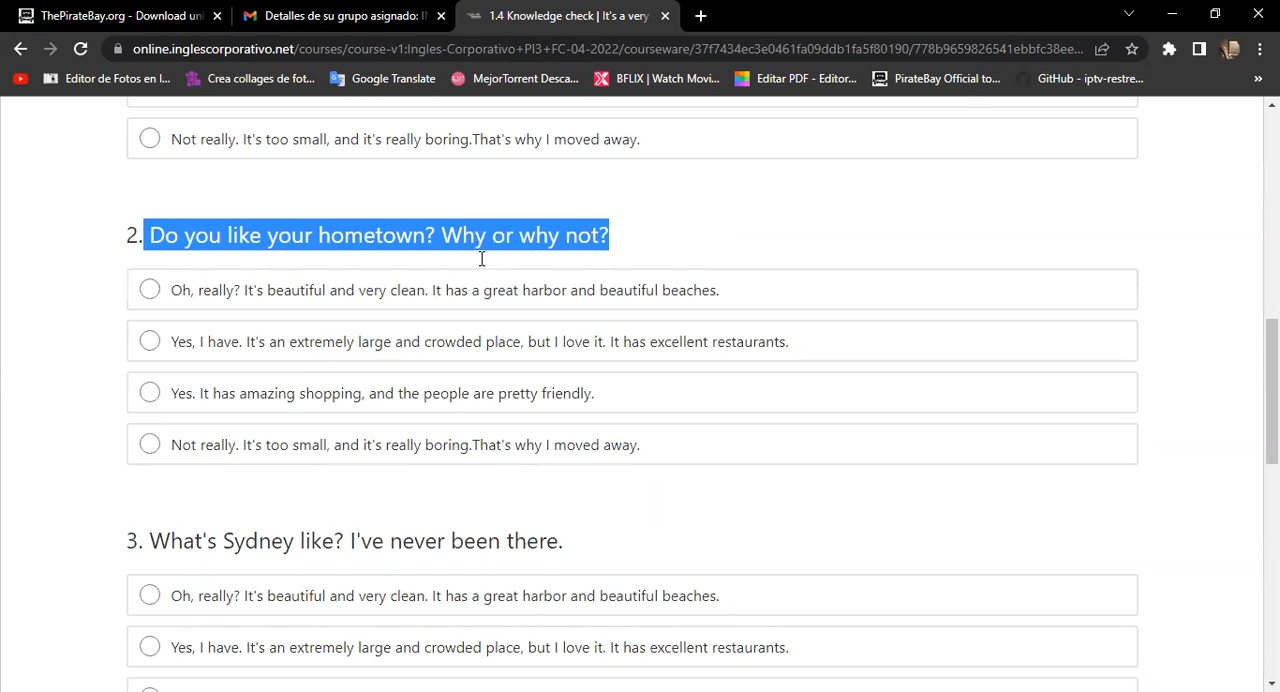 ThePirateBay.org - Download unl
Detalles de su grupo asignado: IN
1.4 Knowledge check | It's a very
online.inglescorporativo.net/courses/course-v1:Ingles-Corporativo+PI3+FC-04-2022/courseware/37f7434ec3e0461fa09ddb1fa5f80190/778b9659826541ebbfc38ee...
Editor de Fotos en l...
Crea collages de fot...
Google Translate
MejorTorrent Desca...
BFLIX | Watch Movi...
Editar PDF - Editor...
PirateBay Official to...
GitHub - iptv-restre...
»
Not really. It's too small, and it's really boring.That's why I moved away.
2. Do you like your hometown? Why or why not?
Oh, really? It's beautiful and very clean. It has a great harbor and beautiful beaches.
Yes, I have. It's an extremely large and crowded place, but I love it. It has excellent restaurants.
Yes. It has amazing shopping, and the people are pretty friendly.
Not really. It's too small, and it's really boring.That's why I moved away.
3. What's Sydney like? I've never been there.
Oh, really? It's beautiful and very clean. It has a great harbor and beautiful beaches.
Yes, I have. It's an extremely large and crowded place, but I love it. It has excellent restaurants.